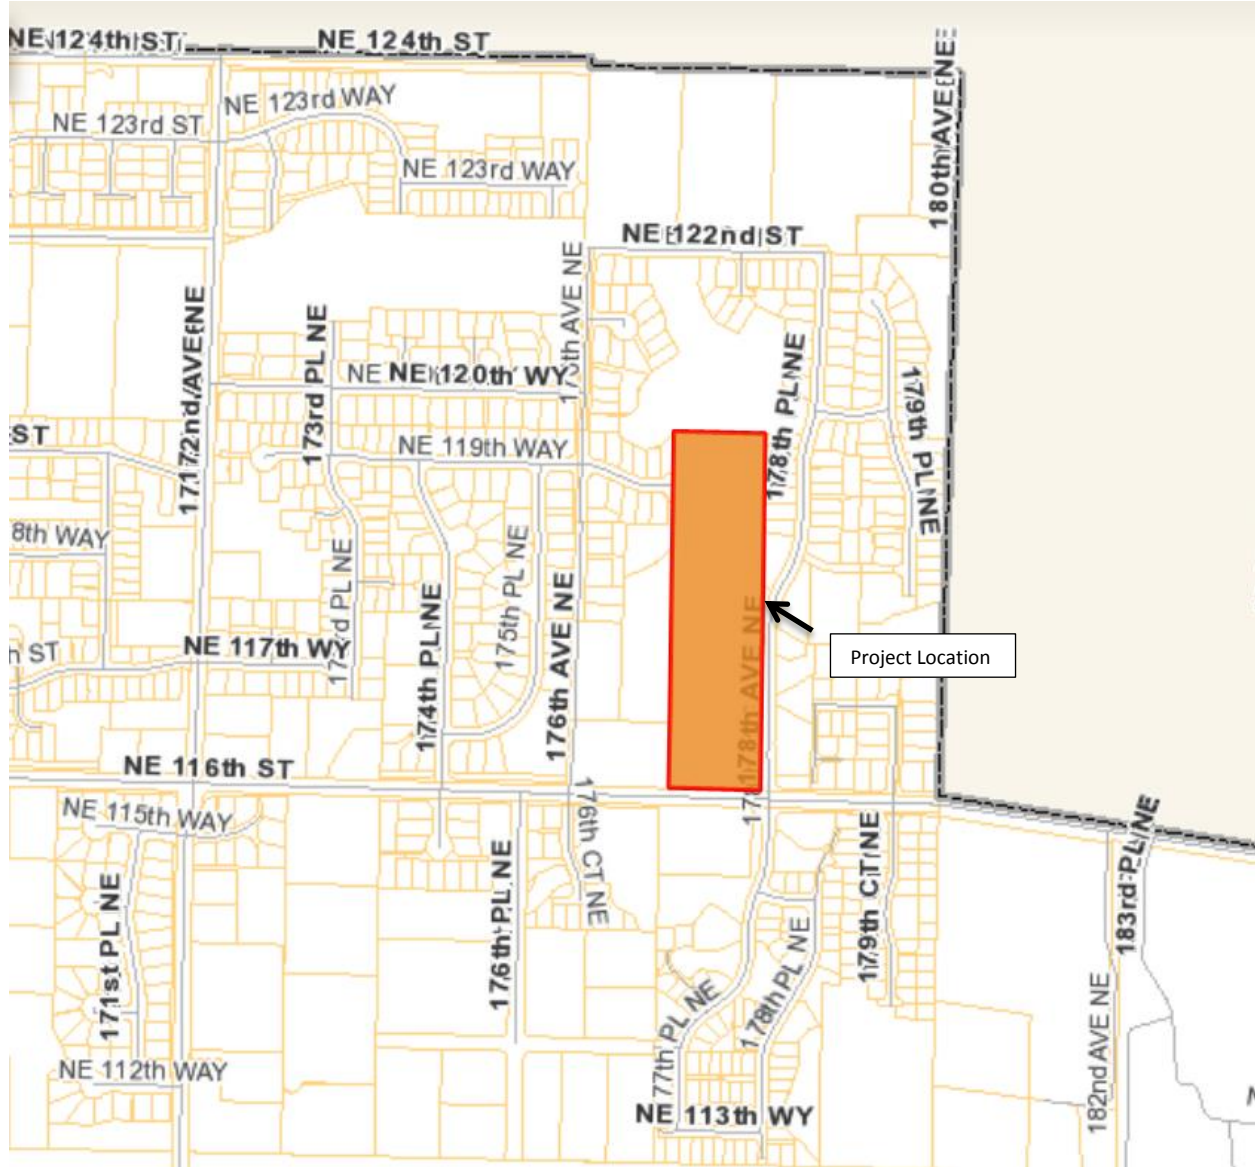 NE 124th ST
NE 124th ST
NE 123rd WAY
NE 123rd ST
NE 123rd WAY
180th AVE NE
NE 122nd ST
172nd AVE NE
173rd PL NE
NE 120th WY
178th PL NE
179th PL NE
ST
NE 119th WAY
8th WAY
173rd PL NE
174th PL NE
175th PL NE
176th AVE NE
178th AVE NE
ST
NE 117th WY
Project Location
NE 116th ST
NE 115th WAY
176th CT NE
171st PL NE
176th PL NE
179th CT NE
183rd PL NE
77th PL NE
178th PL NE
182nd AVE NE
NE 112th WAY
NE 113th WY